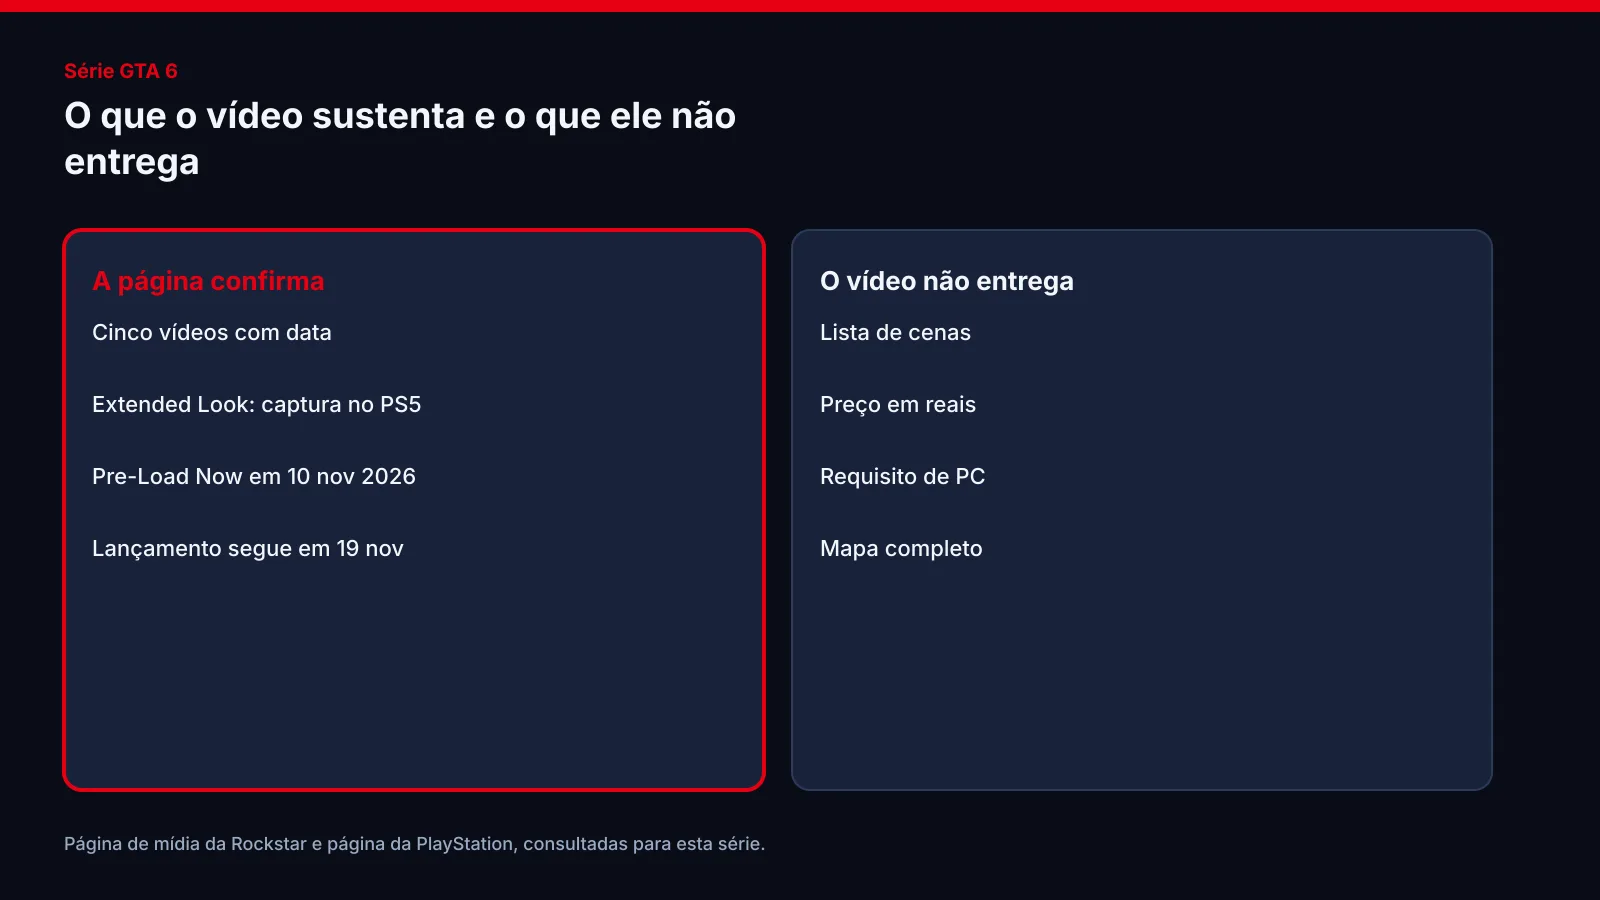 Série GTA 6
O que o vídeo sustenta e o que ele não
entrega
A página confirma
Cinco vídeos com data
Extended Look: captura no PS5
Pre-Load Now em 10 nov 2026
Lançamento segue em 19 nov
O vídeo não entrega
Lista de cenas
Preço em reais
Requisito de PC
Mapa completo
Página de mídia da Rockstar e página da PlayStation, consultadas para esta série.